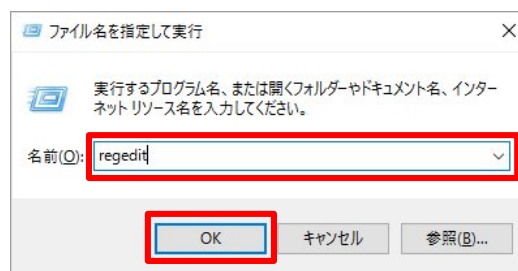 ファイル名を指定して実行
実行するプログラム名、または開くフォルダーやドキュメント名、インター
ネット リソース名を入力してください。
名前(O): regedit
OK キャンセル 参照(B)...